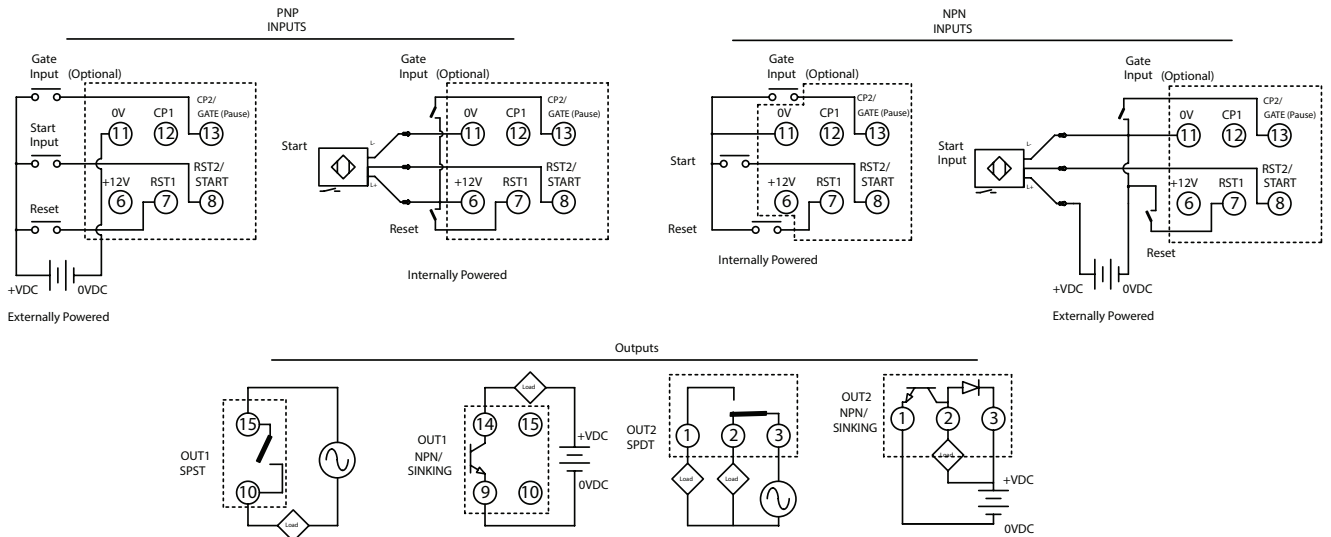 PNP
INPUTS
Gate
Input (Optional)
0V
CP1
CP2/
GATE (Pause)
11
12
13
Start
Input
+12V
RST1
RST2/
START
6
7
8
Reset
+VDC
0VDC
Externally Powered
Gate
Input (Optional)
0V
CP1
CP2/
GATE (Pause)
11
12
13
Start
L-
L+
+12V
RST1
RST2/
START
6
7
8
Reset
Internally Powered
NPN
INPUTS
Gate
Input (Optional)
0V
CP1
CP2/
GATE (Pause)
11
12
13
Start
+12V
RST1
RST2/
START
6
7
8
Reset
Internally Powered
Gate
Input (Optional)
0V
CP1
CP2/
GATE (Pause)
11
12
13
Start
Input
L-
L+
+12V
RST1
RST2/
START
6
7
8
Reset
+VDC
0VDC
Externally Powered
Outputs
OUT1
SPST
15
10
Load
OUT1
NPN/
SINKING
Load
14
15
9
10
+VDC
0VDC
OUT2
SPDT
1
2
3
Load
Load
OUT2
NPN/
SINKING
1
2
3
Load
+VDC
0VDC